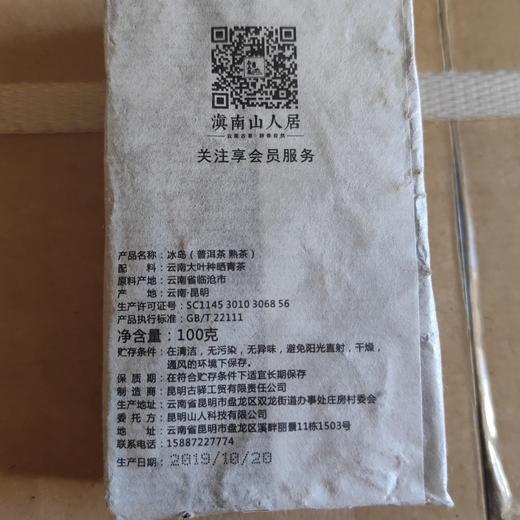 滇南山人居
关注享会员服务
产品名称：冰岛（普洱茶 熟茶）
配 料：云南大叶种晒青茶
原料产地：云南省临沧市
产 地：云南·昆明
生产许可证号：SC1145 3010 3068 56
产品执行标准：GB/T 22111
净含量：100克
贮存条件：在清洁，无污染，无异味，避免阳光直射，干燥，
通风的环境下保存。
保 质 期：在符合贮存条件下适宜长期保存
制 造 商：昆明古驿工贸有限责任公司
生产地址：云南省昆明市盘龙区双龙街道办事处庄房村委会
委 托 方：昆明山人科技有限公司
地 址：云南省昆明市盘龙区溪畔丽景11栋1503号
联系电话：15887227774
生产日期：2019/10/20